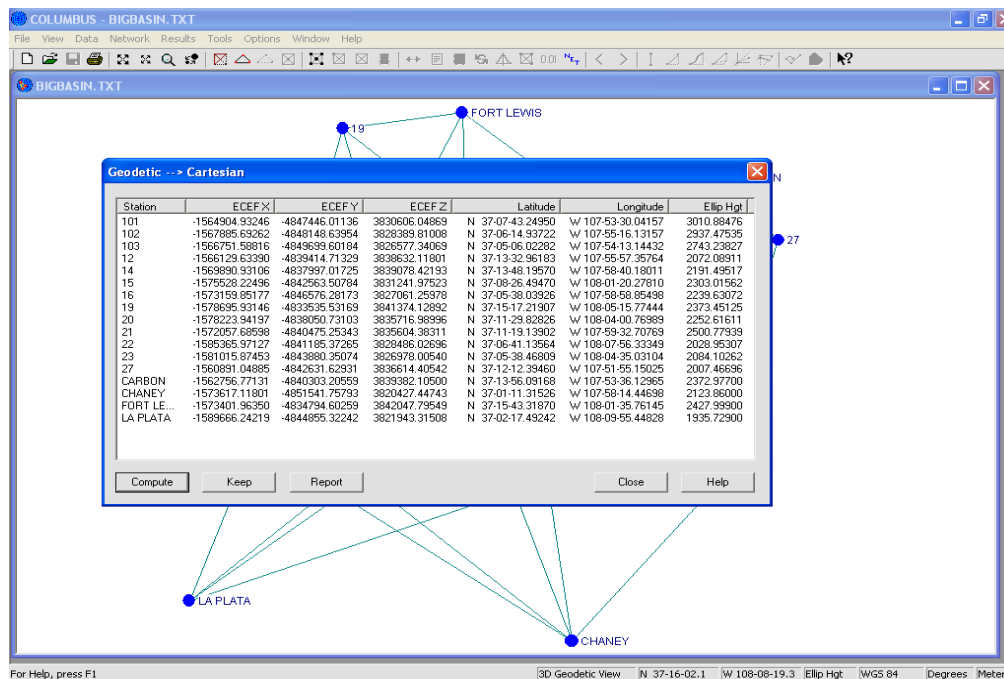 COLUMBUS - BIGBASIN.TXT
File View Data Network Results Tools Options Window Help
0.01
BIGBASIN.TXT
FORT LEWIS
19
Geodetic --> Cartesian
N
Station ECEF X ECEF Y ECEF Z Latitude Longitude Ellip Hgt
101 -1564904.93246 -4847446.01136 3830606.04869 N 37-07-43.24950 W 107-53-30.04157 3010.88476
102 -1567885.69262 -4848148.63954 3828389.81008 N 37-06-14.93722 W 107-55-16.13157 2937.47535
103 -1566751.58816 -4849699.60184 3826577.34069 N 37-05-06.02282 W 107-54-13.14432 2743.23827
12 -1566129.63390 -4839414.71329 3838632.11801 N 37-13-32.96183 W 107-55-57.35764 2072.08911
14 -1569890.93106 -4837997.01725 3839078.42193 N 37-13-48.19570 W 107-58-40.18011 2191.49517
15 -1575528.22496 -4842563.50784 3831241.97523 N 37-08-26.49470 W 108-01-20.27810 2303.01562
16 -1573159.85177 -4846576.28173 3827061.25978 N 37-05-38.03926 W 107-58-58.85498 2239.63072
19 -1578695.93146 -4833535.53169 3841374.12892 N 37-15-17.21907 W 108-05-15.77444 2373.45125
20 -1578223.94197 -4838050.73103 3835716.98996 N 37-11-29.82826 W 108-04-00.76989 2252.61611
21 -1572057.68598 -4840475.25343 3835604.38311 N 37-11-19.13902 W 107-59-32.70769 2500.77939
22 -1585365.97127 -4841185.37265 3828486.02696 N 37-06-41.13564 W 108-07-56.33349 2028.95307
23 -1581015.87453 -4843880.35074 3826978.00540 N 37-05-38.46809 W 108-04-35.03104 2084.10262
27 -1560891.04885 -4842631.62931 3836614.40542 N 37-12-12.39460 W 107-51-55.15025 2007.46696
CARBON -1562756.77131 -4840303.20559 3839382.10500 N 37-13-56.09168 W 107-53-36.12965 2372.97700
CHANEY -1573617.11801 -4851541.75793 3820427.44743 N 37-01-11.31526 W 107-58-14.44698 2123.86000
FORT LE... -1573401.96350 -4834794.60259 3842047.79549 N 37-15-43.31870 W 108-01-35.76145 2427.99900
LA PLATA -1589666.24219 -4844855.32242 3821943.31508 N 37-02-17.49242 W 108-09-55.44828 1935.72900
27
Compute Keep Report Close Help
LA PLATA
CHANEY
For Help, press F1 3D Geodetic View N 37-16-02.1 W 108-08-19.3 Ellip Hgt WGS 84 Degrees Meter